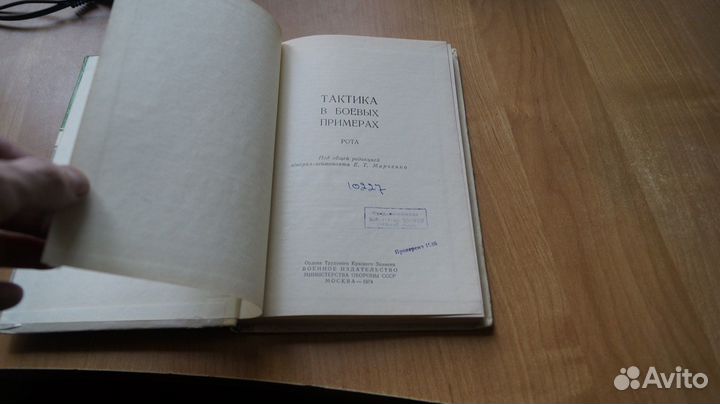 ТАКТИКА
В БОЕВЫХ
ПРИМЕРАХ
РОТА
Под общей редакцией
генерал-лейтенанта Е. Т. Марченко
10227
Проверено
Ордена Трудового Красного Знамени
ВОЕННОЕ ИЗДАТЕЛЬСТВО
МИНИСТЕРСТВА ОБОРОНЫ СССР
МОСКВА — 1974
Avito